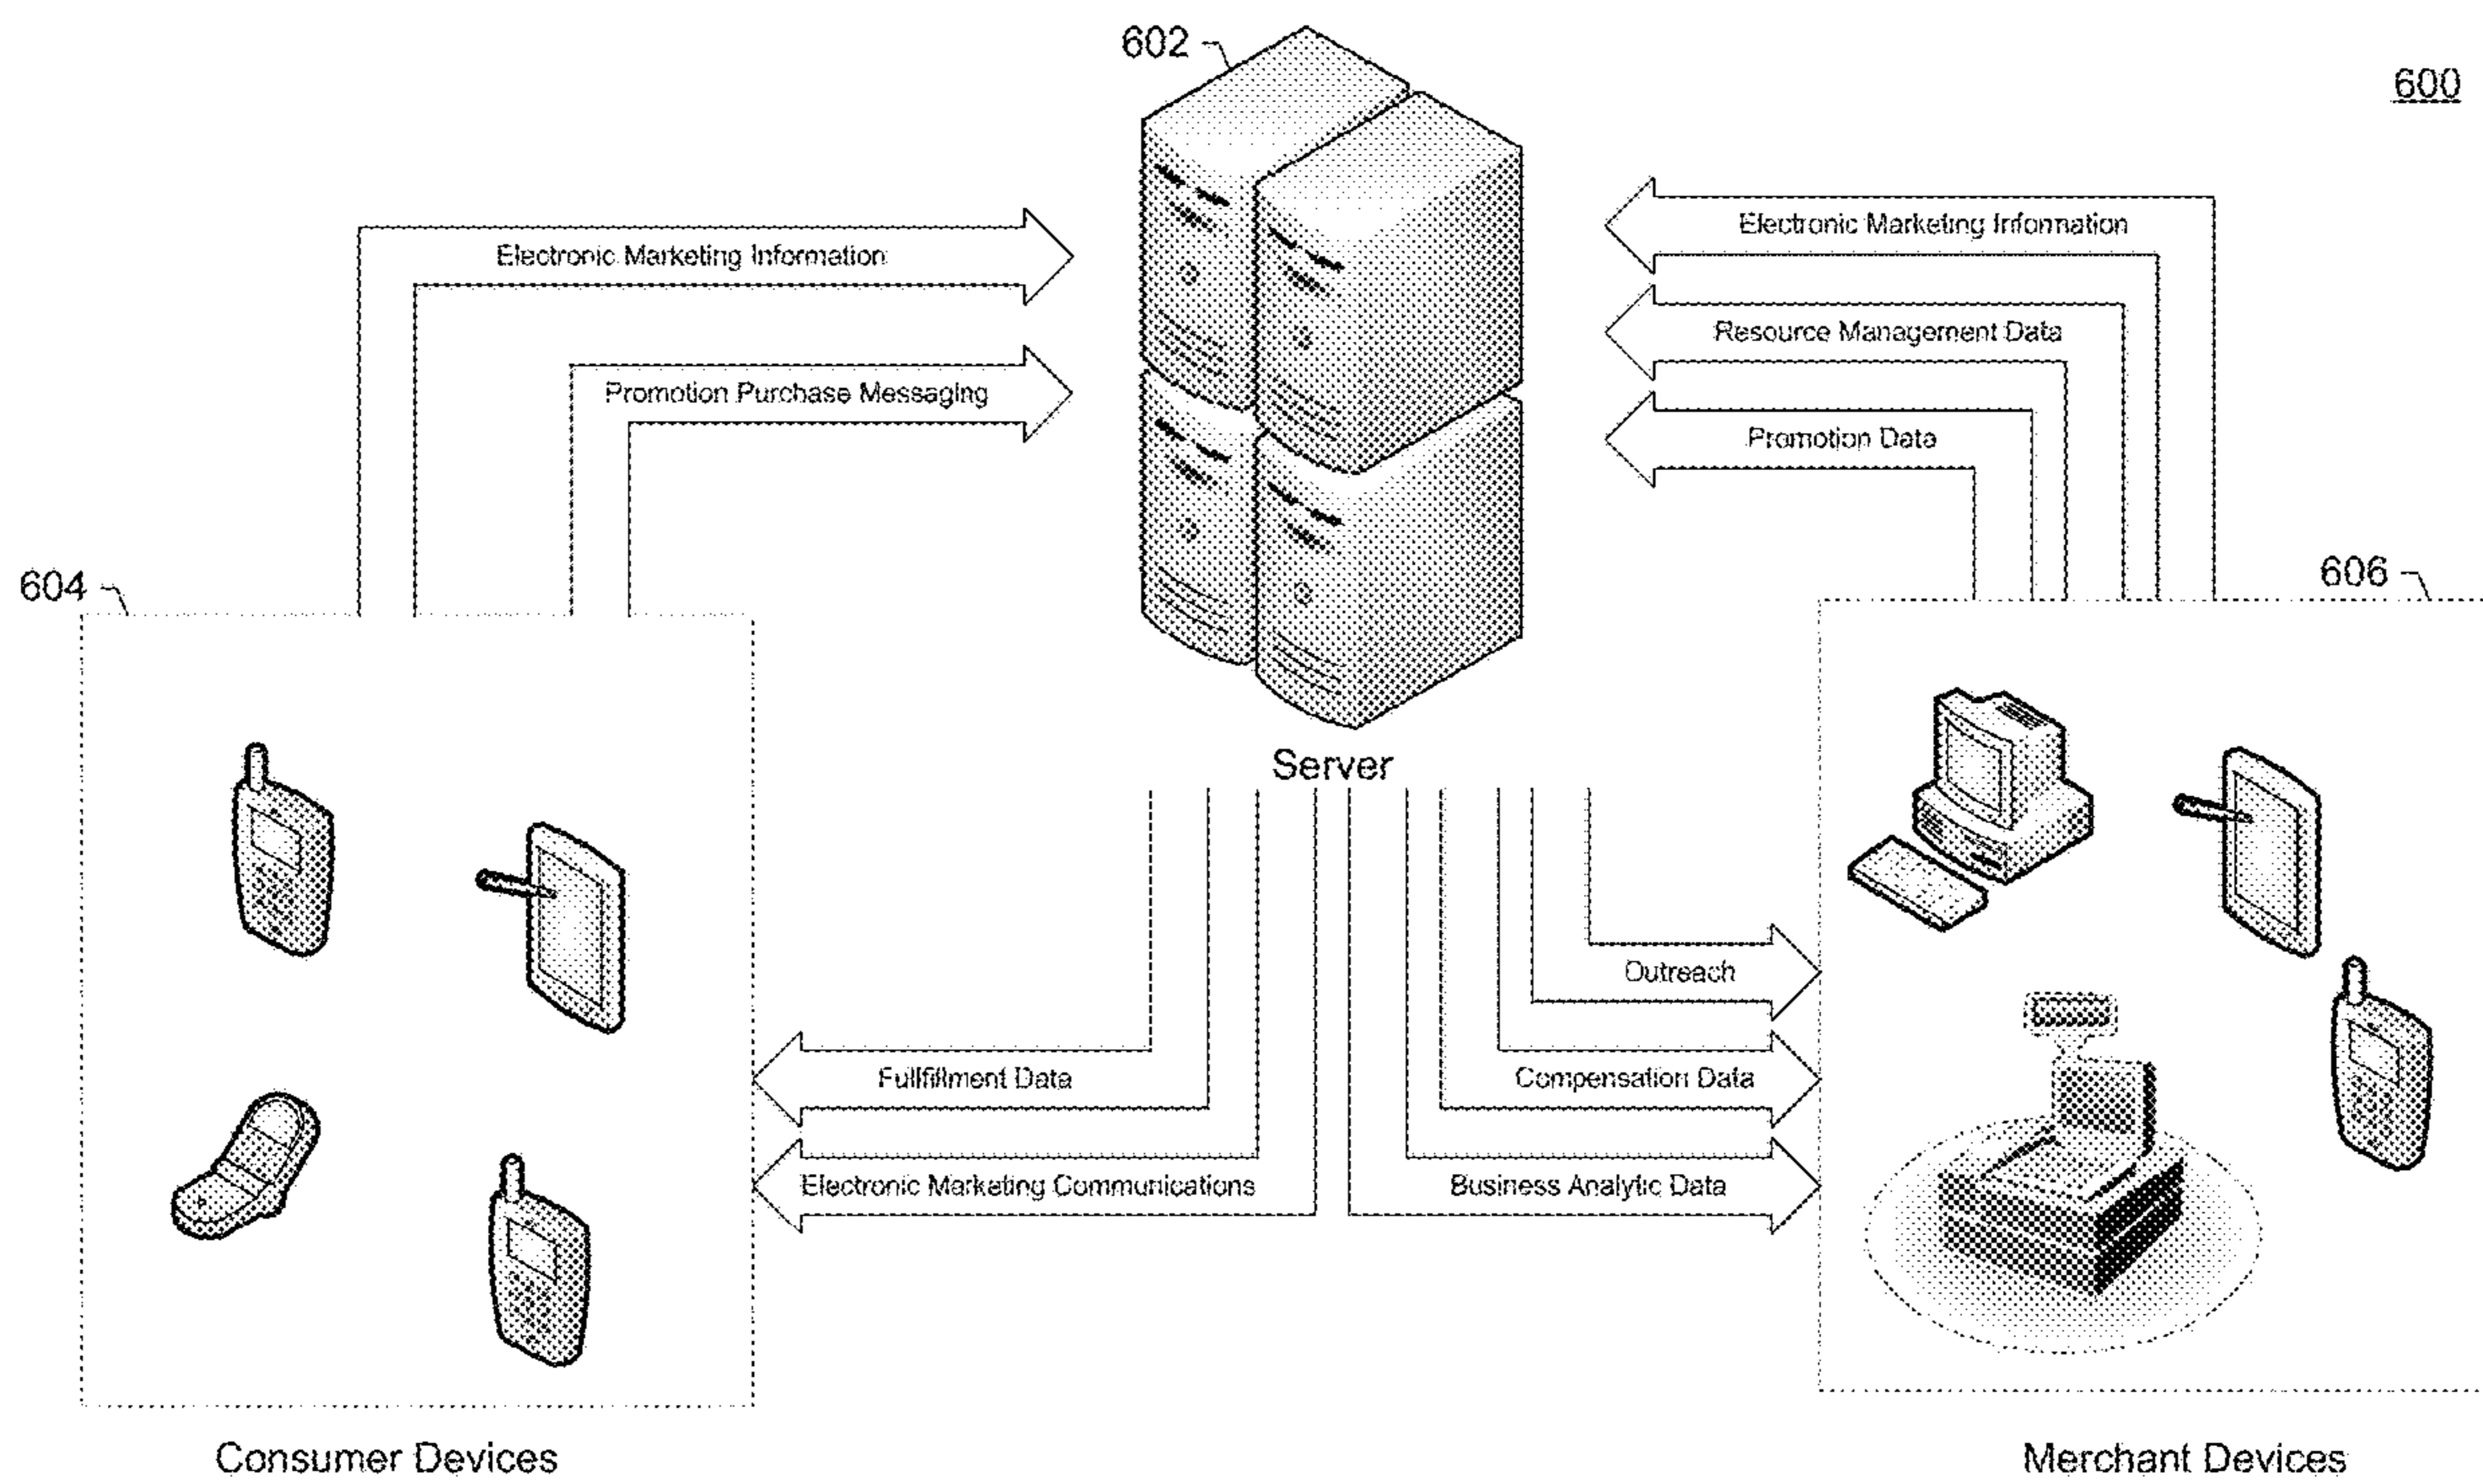 602
600
Electronic Marketing Information
Electronic Marketing Information
Resource Management Data
Promotion Purchase Messaging
Promotion Data
604
606
Server
Outreach
Fullfillment Data
Compensation Data
Electronic Marketing Communications
Business Analytic Data
Consumer Devices
Merchant Devices